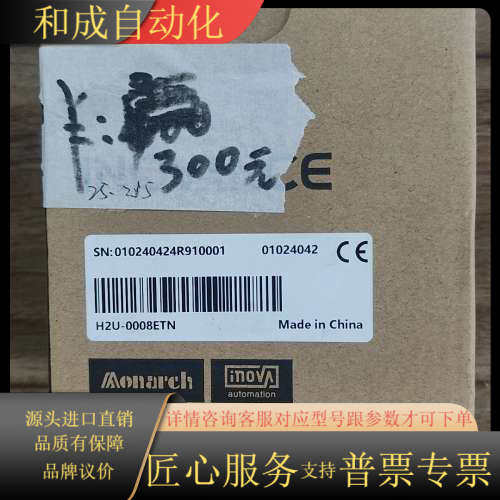 和成自动化
￥:
300元
25-245
CE
SN:010240424R910001 01024042 CE
H2U-0008ETN Made in China
Monarch inova
automation
源头进口直销
品质有保障
品牌议价
详情咨询客服对应型号跟参数才可下单
匠心服务支持普票专票